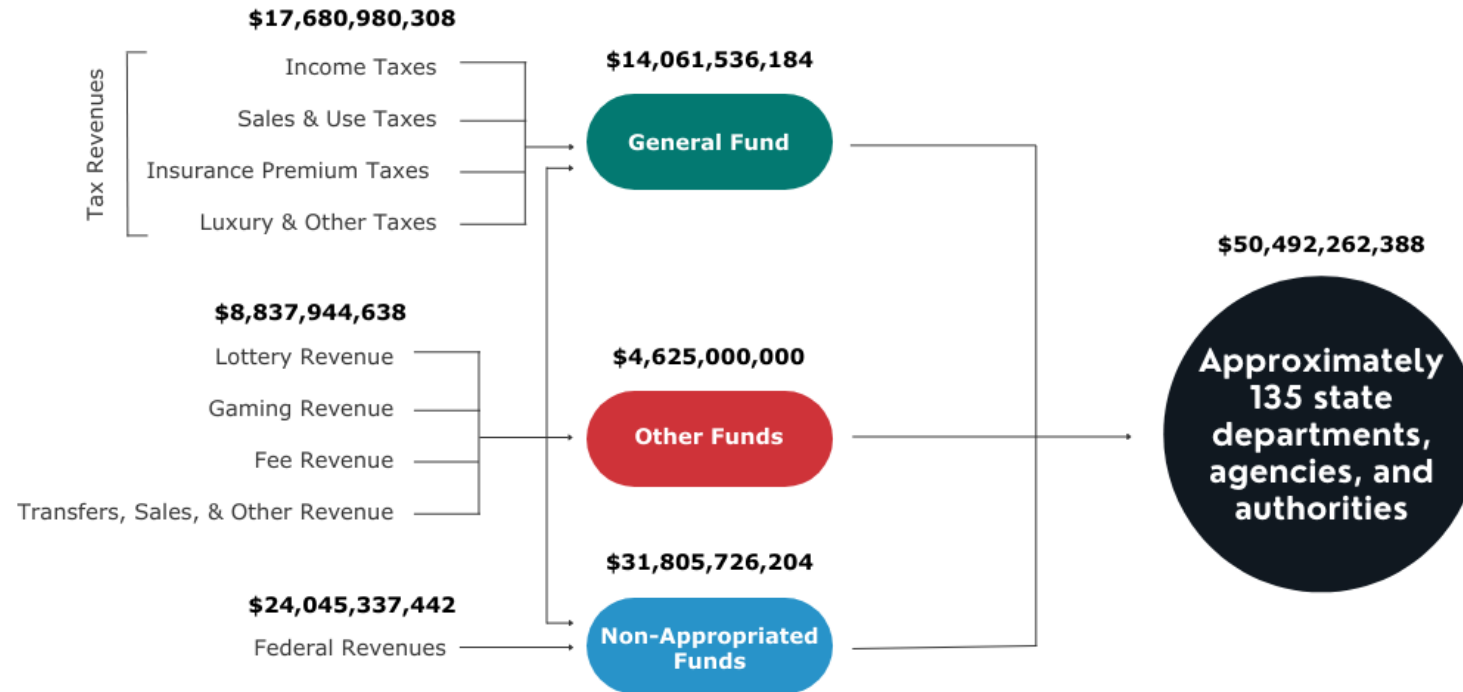 $17,680,980,308
Tax Revenues
Income Taxes
Sales & Use Taxes
Insurance Premium Taxes
Luxury & Other Taxes
$8,837,944,638
Lottery Revenue
Gaming Revenue
Fee Revenue
Transfers, Sales, & Other Revenue
$24,045,337,442
Federal Revenues
$14,061,536,184
General Fund
$4,625,000,000
Other Funds
$31,805,726,204
Non-Appropriated
Funds
$50,492,262,388
Approximately
135 state
departments,
agencies, and
authorities